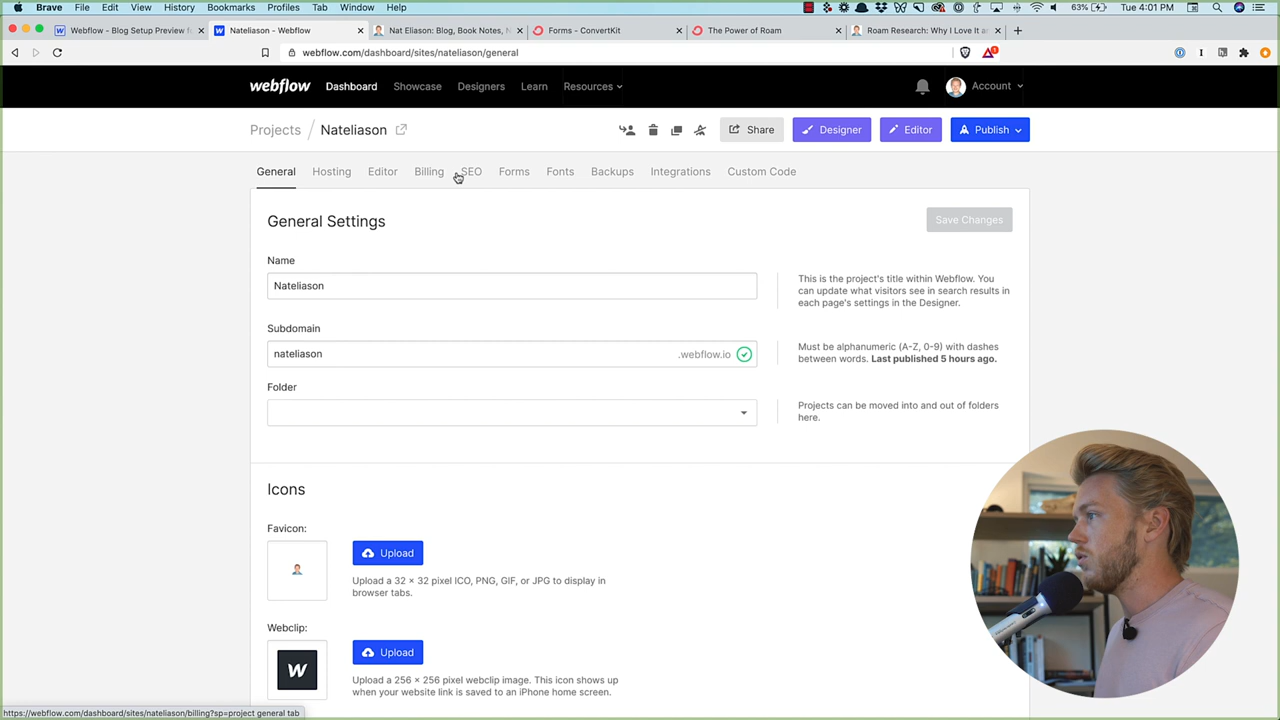 Brave File Edit View History Bookmarks Profiles Tab Window Help 63% Tue 4:01 PM
Webflow - Blog Setup Preview for Nateliason - Webflow Nat Eliason: Blog, Book Notes, N Forms - ConvertKit The Power of Roam Roam Research: Why I Love It a
webflow.com/dashboard/sites/nateliason/general
webflow Dashboard Showcase Designers Learn Resources Account
Projects / Nateliason Share Designer Editor Publish
General Hosting Editor Billing SEO Forms Fonts Backups Integrations Custom Code
General Settings Save Changes
Name
Nateliason
This is the project's title within Webflow. You
can update what visitors see in search results in
each page's settings in the Designer.
Subdomain
nateliason .webflow.io
Must be alphanumeric (A-Z, 0-9) with dashes
between words. Last published 5 hours ago.
Folder
Projects can be moved into and out of folders
here.
Icons
Favicon:
Upload
Upload a 32 × 32 pixel ICO, PNG, GIF, or JPG to display in
browser tabs.
Webclip:
W
Upload
Upload a 256 × 256 pixel webclip image. This icon shows up
when your website link is saved to an iPhone home screen.
https://webflow.com/dashboard/sites/nateliason/billing?sp=project general tab